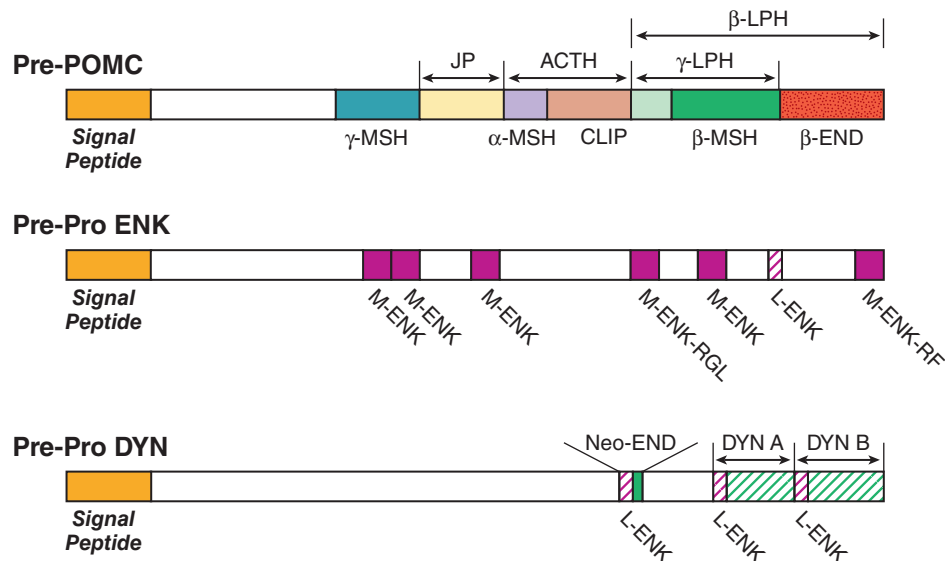 β-LPH
Pre-POMC
JP
ACTH
γ-LPH
Signal
Peptide
γ-MSH
α-MSH
CLIP
β-MSH
β-END
Pre-Pro ENK
Signal
Peptide
M-ENK
M-ENK
M-ENK
M-ENK-RGL
M-ENK
L-ENK
M-ENK-RF
Pre-Pro DYN
Neo-END
DYN A
DYN B
Signal
Peptide
L-ENK
L-ENK
L-ENK